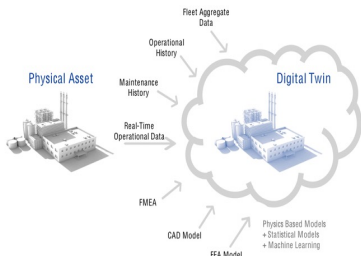 Fleet Aggregate
Data
Operational
History
Physical Asset
Digital Twin
Maintenance
History
Real-Time
Operational Data
FMEA
CAD Model
FEA Model
Physics Based Models
+ Statistical Models
+ Machine Learning